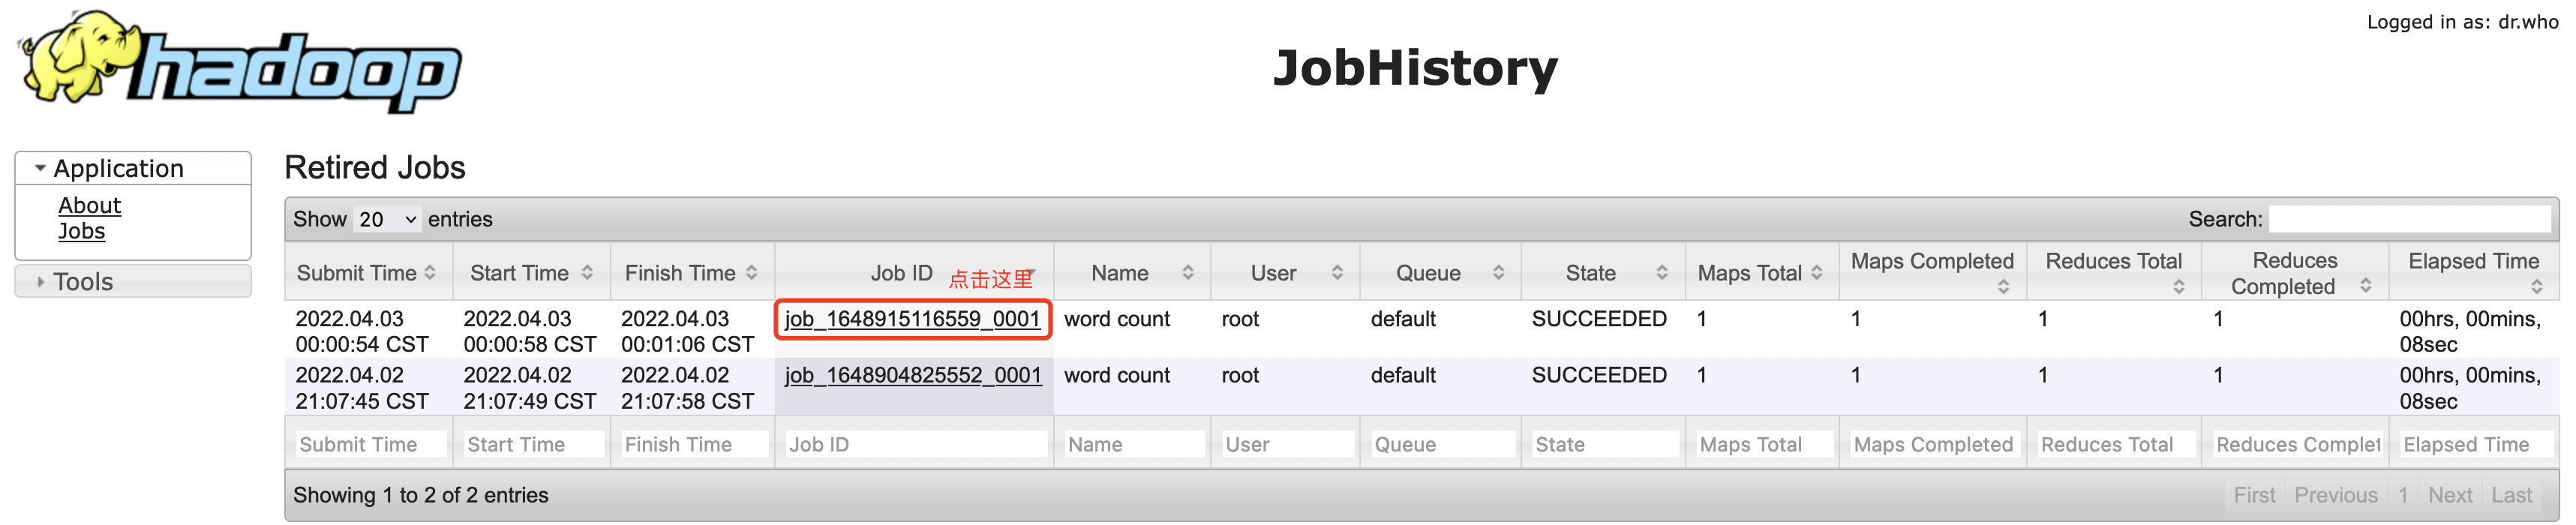 Logged in as: dr.who
hadoop
JobHistory
Application
About
Jobs
Tools
Retired Jobs
Show 20 entries
Search:
Submit Time Start Time Finish Time Job ID 点击这里 Name User Queue State Maps Total Maps Completed Reduces Total Reduces Completed Elapsed Time
2022.04.03 2022.04.03 2022.04.03 job_1648915116559_0001 word count root default SUCCEEDED 1 1 1 1 00hrs, 00mins,
00:00:54 CST 00:00:58 CST 00:01:06 CST 08sec
2022.04.02 2022.04.02 2022.04.02 job_1648904825552_0001 word count root default SUCCEEDED 1 1 1 1 00hrs, 00mins,
21:07:45 CST 21:07:49 CST 21:07:58 CST 08sec
Submit Time Start Time Finish Time Job ID Name User Queue State Maps Total Maps Completed Reduces Total Reduces Complet Elapsed Time
Showing 1 to 2 of 2 entries
First Previous 1 Next Last